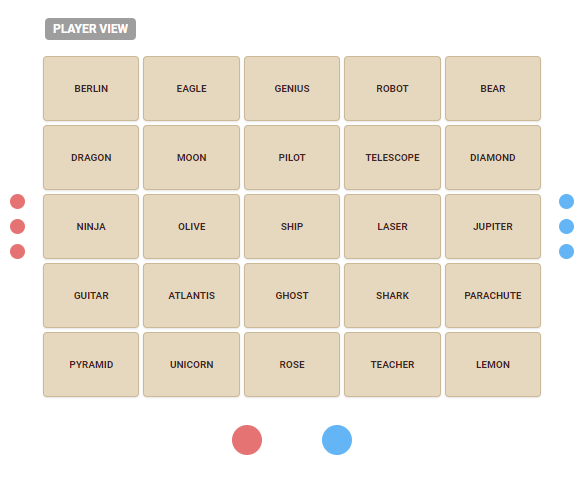 PLAYER VIEW
BERLIN EAGLE GENIUS ROBOT BEAR
DRAGON MOON PILOT TELESCOPE DIAMOND
NINJA OLIVE SHIP LASER JUPITER
GUITAR ATLANTIS GHOST SHARK PARACHUTE
PYRAMID UNICORN ROSE TEACHER LEMON